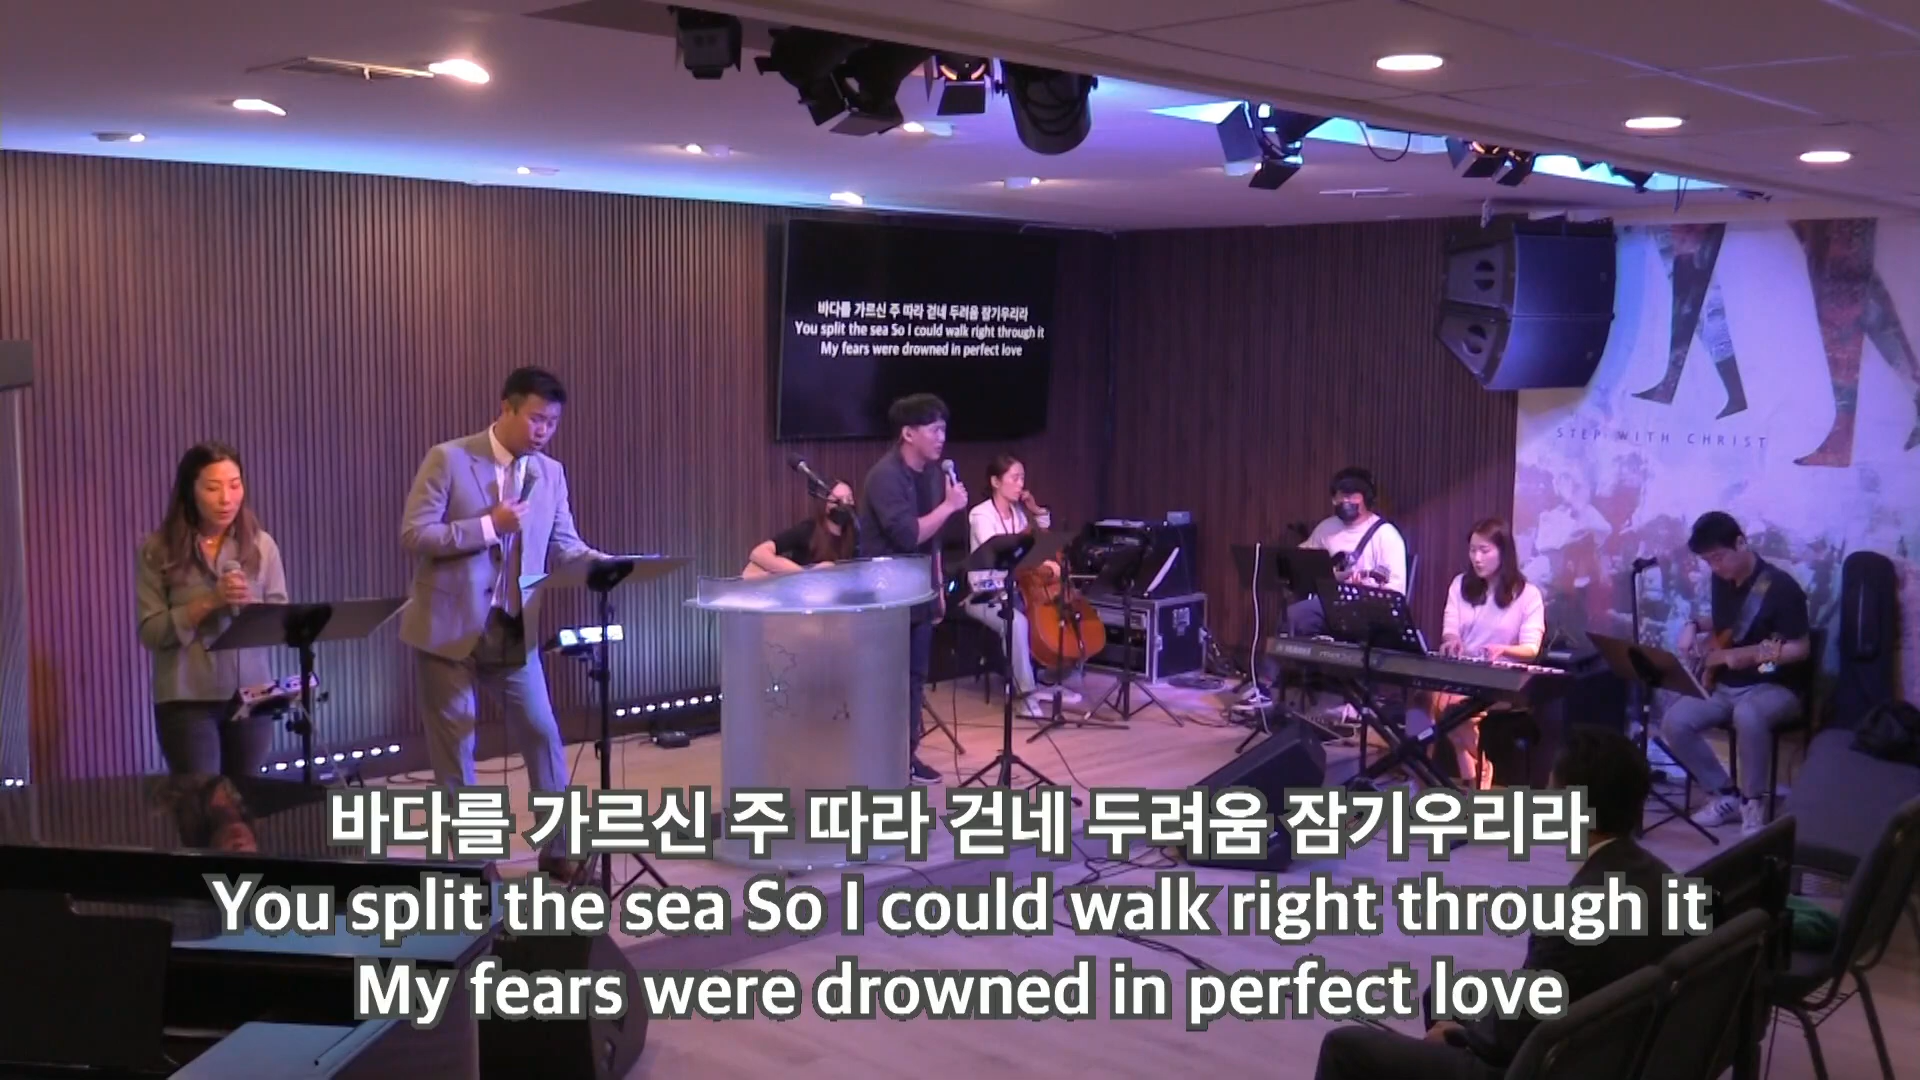 바다를 가르신 주 따라 걷네 두려움 잠기우리라
You split the sea So I could walk right through it
My fears were drowned in perfect love
STEP WITH CHRIST
바다를 가르신 주 따라 걷네 두려움 잠기우리라
You split the sea So I could walk right through it
My fears were drowned in perfect love